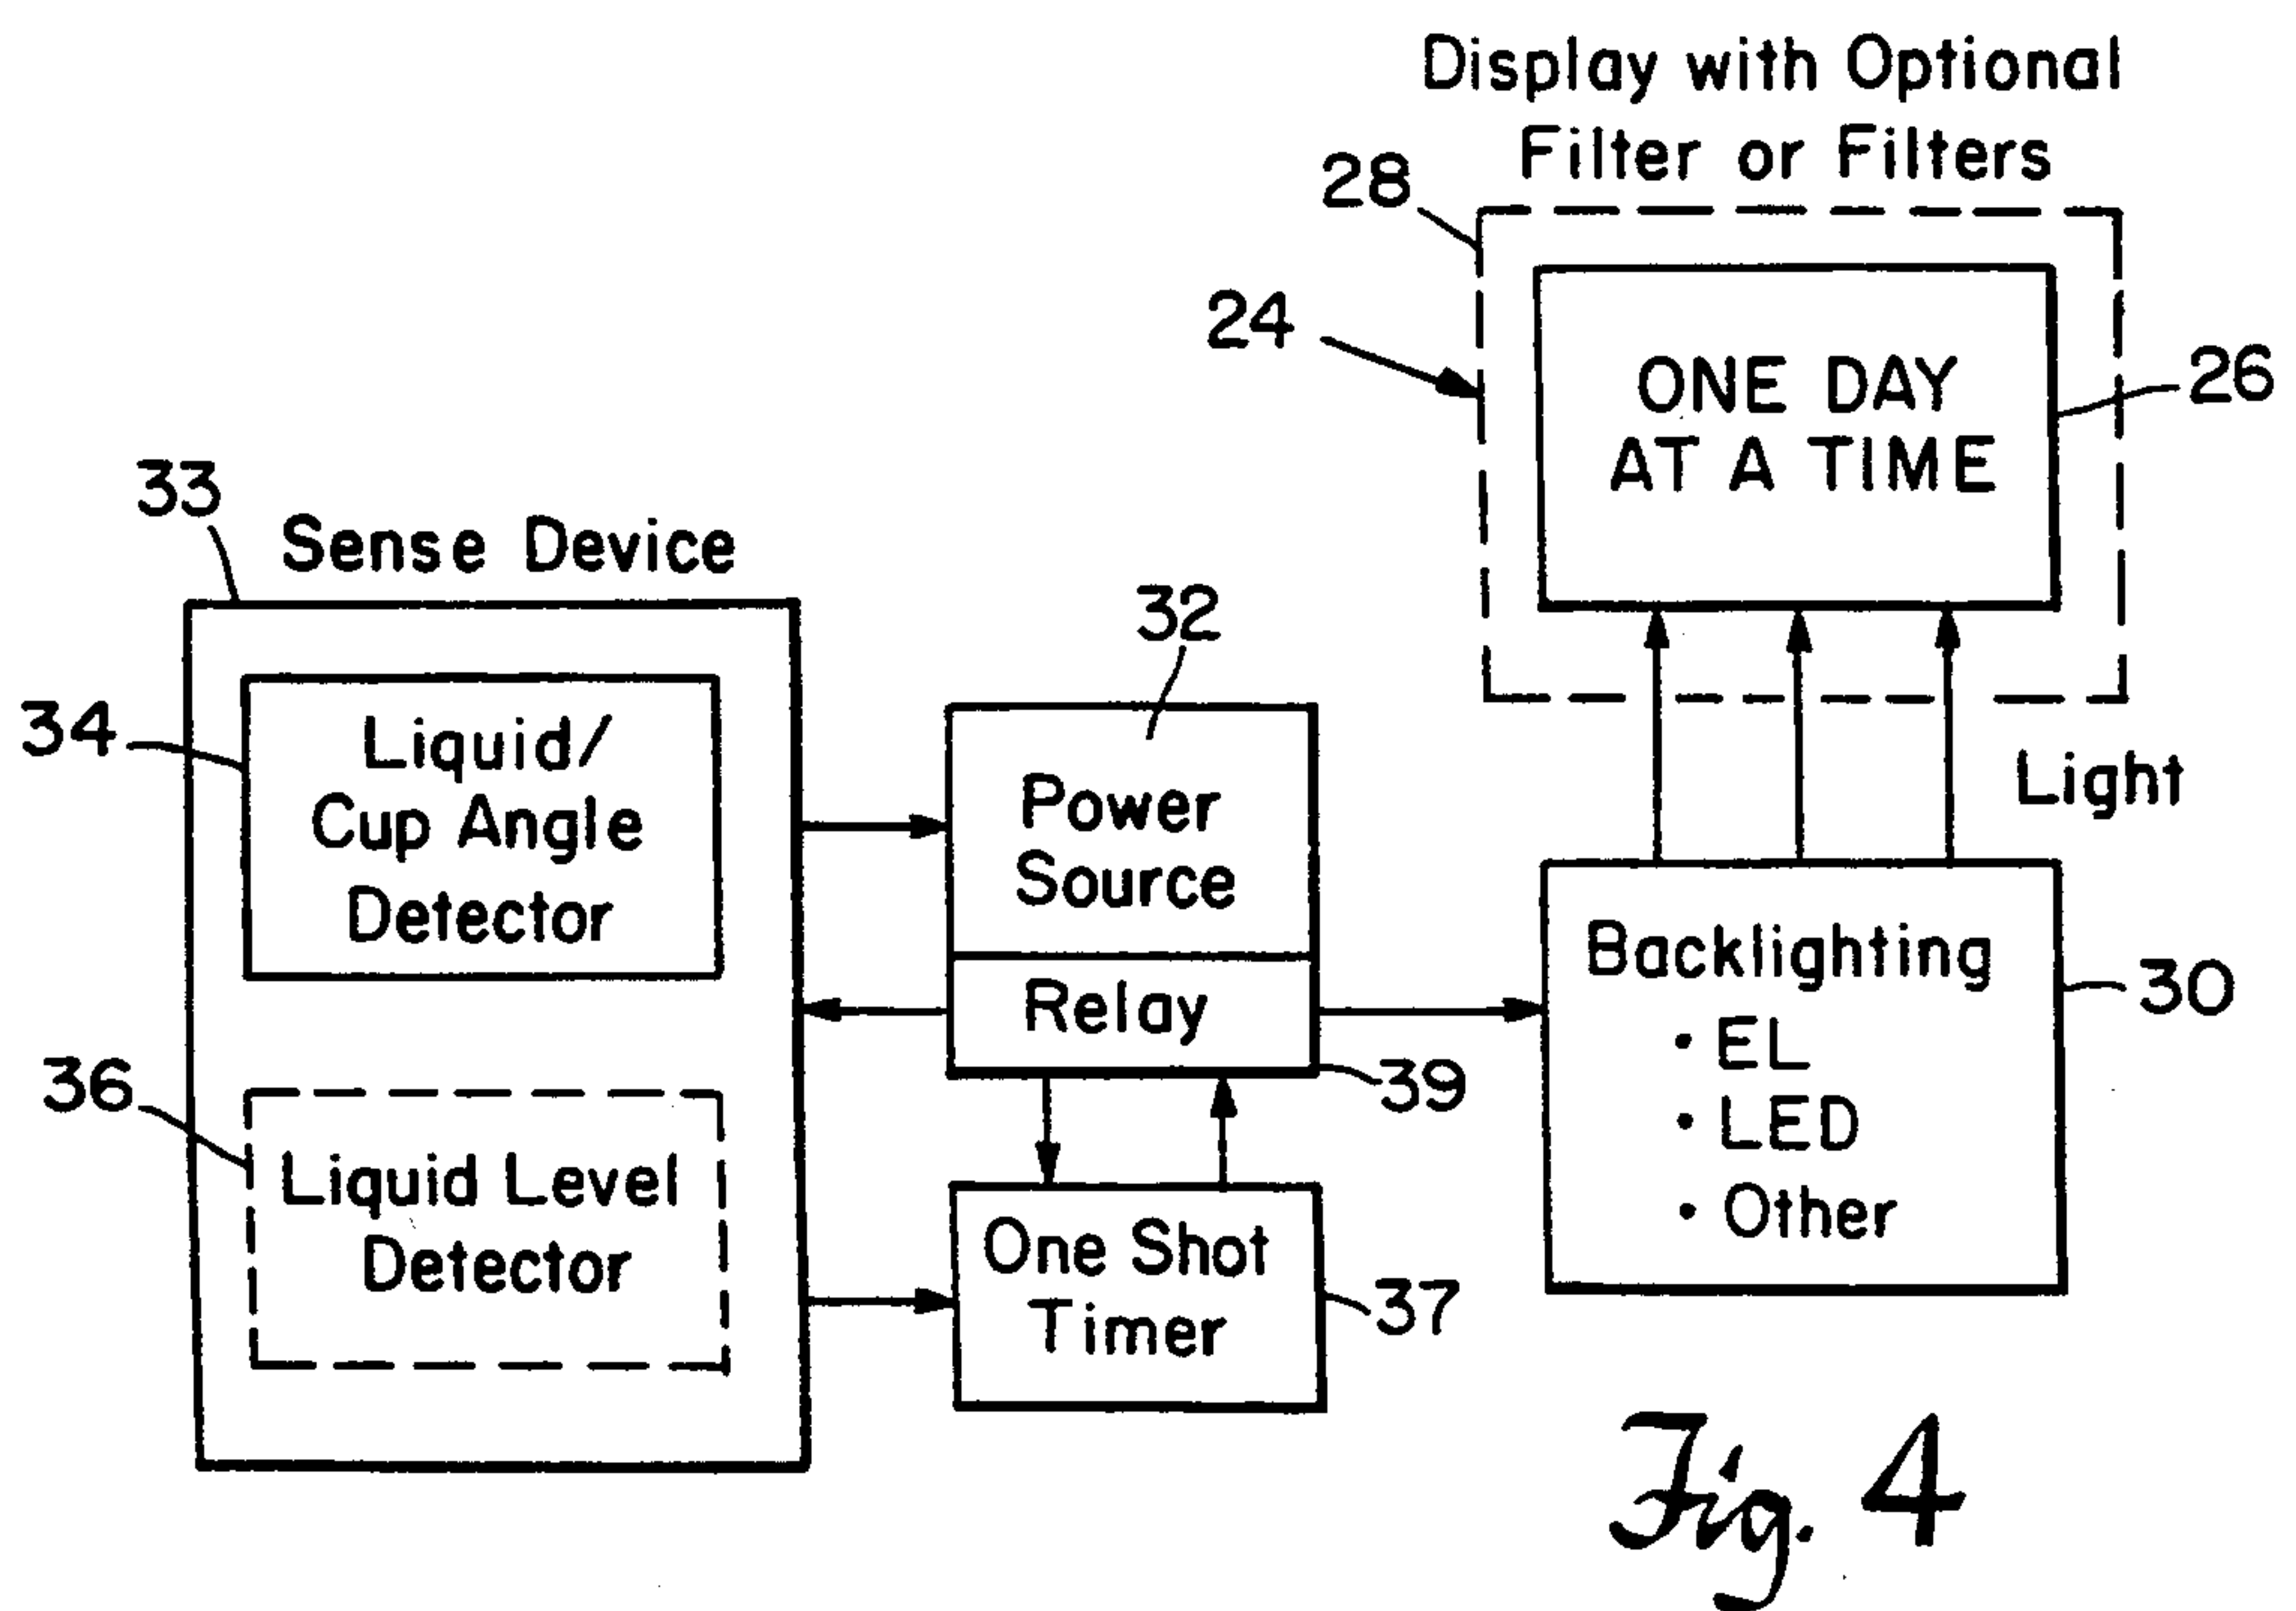 Display with Optional
Filter or Filters
28
24
ONE DAY
AT A TIME
26
33
Sense Device
34
Liquid/
Cup Angle
Detector
36
Liquid Level
Detector
32
Power
Source
Relay
39
One Shot
Timer
37
Light
Backlighting
• EL
• LED
• Other
30
Fig. 4